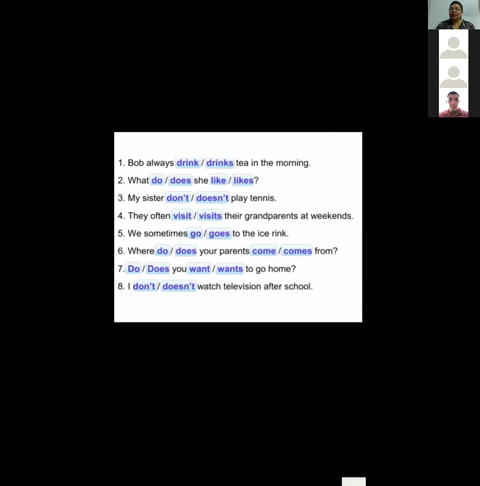 1. Bob always drink / drinks tea in the morning.
2. What do / does she like / likes?
3. My sister don't / doesn't play tennis.
4. They often visit / visits their grandparents at weekends.
5. We sometimes go / goes to the ice rink.
6. Where do / does your parents come / comes from?
7. Do / Does you want / wants to go home?
8. I don't / doesn't watch television after school.